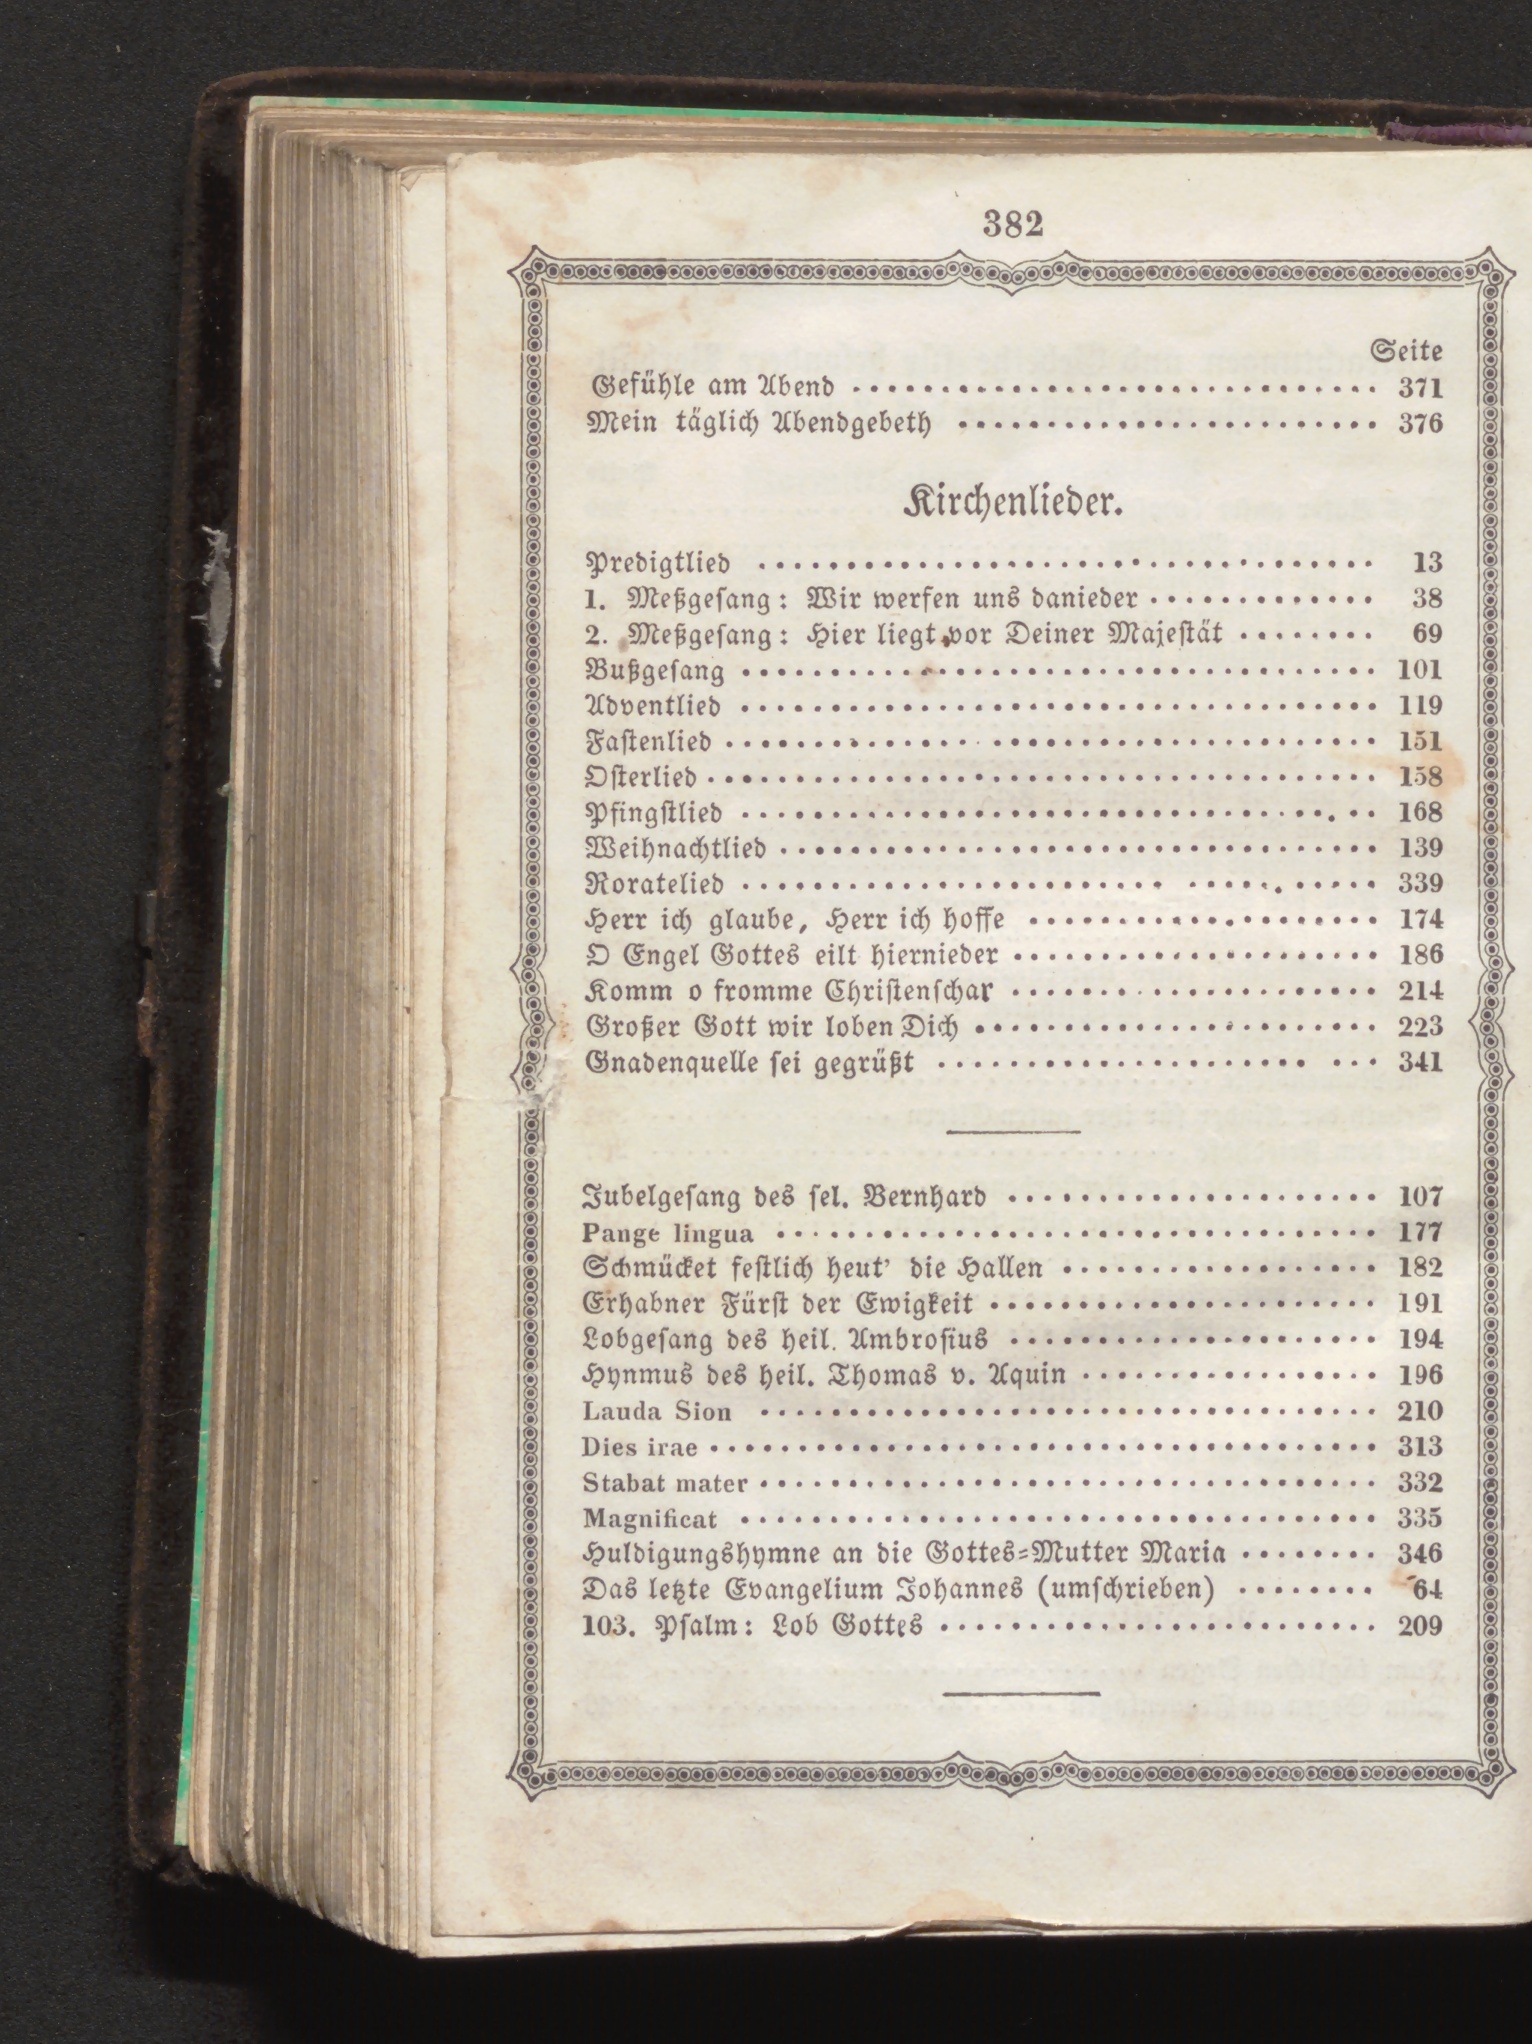 382
Seite
Gefühle am Abend 371
Mein täglich Abendgebeth 376
Kirchenlieder.
Predigtlied 13
1. Meßgeſang: Wir werfen uns danieder 38
2. Meßgeſang: Hier liegt vor Deiner Majeſtät 69
Bußgeſang 101
Adventlied 119
Faſtenlied 151
Oſterlied 158
Pfingſtlied 168
Weihnachtlied 139
Roratelied 339
Herr ich glaube, Herr ich hoffe 174
O Engel Gottes eilt hiernieder 186
Komm o fromme Chriſtenſchar 214
Großer Gott wir loben Dich 223
Gnadenquelle ſei gegrüßt 341
Jubelgeſang des ſel. Bernhard 107
Pange lingua 177
Schmücket feſtlich heut' die Hallen 182
Erhabner Fürſt der Ewigkeit 191
Lobgeſang des heil. Ambroſius 194
Hynmus des heil. Thomas v. Aquin 196
Lauda Sion 210
Dies irae 313
Stabat mater 332
Magnificat 335
Huldigungshymne an die Gottes=Mutter Maria 346
Das letzte Evangelium Johannes (umſchrieben) 64
103. Pſalm: Lob Gottes 209